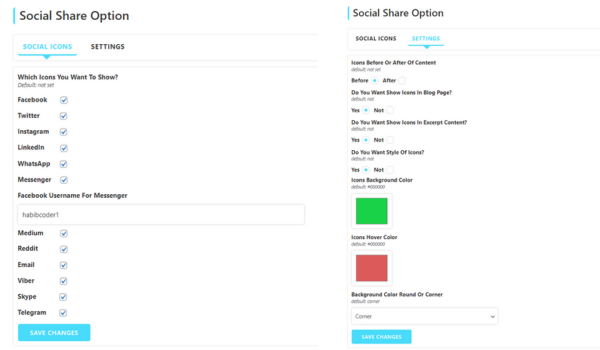 Social Share Option
SOCIAL ICONS SETTINGS
Which Icons You Want To Show?
Default: not set
Facebook
Twitter
Instagram
LinkedIn
WhatsApp
Messenger
Facebook Username For Messenger
habibcoder1
Medium
Reddit
Email
Viber
Skype
Telegram
SAVE CHANGES
Social Share Option
SOCIAL ICONS SETTINGS
Icons Before Or After Of Content
default: not set
Before After
Do You Want Show Icons In Blog Page?
default: not
Yes Not
Do You Want Show Icons In Excerpt Content?
default: not
Yes Not
Do You Want Style Of Icons?
default: not
Yes Not
Icons Background Color
default: #000000
Icons Hover Color
default: #000000
Background Color Round Or Corner
default: corner
Corner
SAVE CHANGES